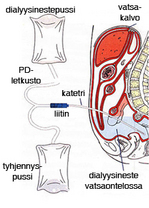 dialyysinestepussi
vatsa-
kalvo
PD-
letkusto
katetri
liitin
tyhjennys-
pussi
dialyysineste
vatsaontelossa